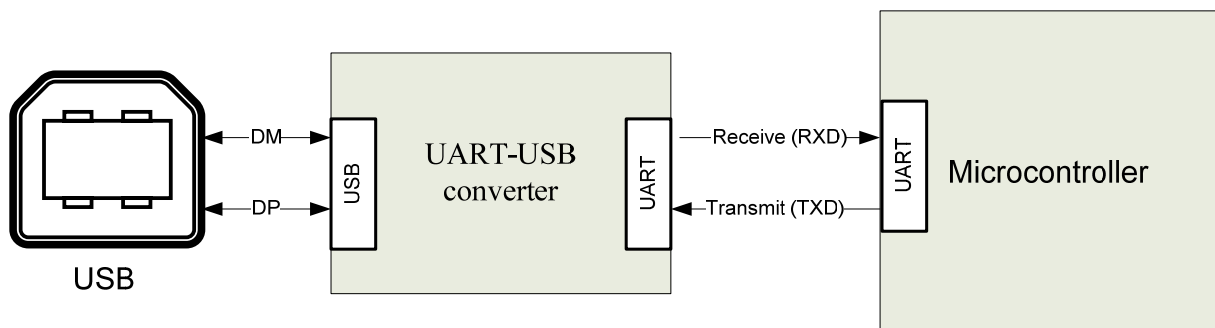 USB
DM
DP
USB
UART-USB
converter
UART
Receive (RXD)
Transmit (TXD)
UART
Microcontroller